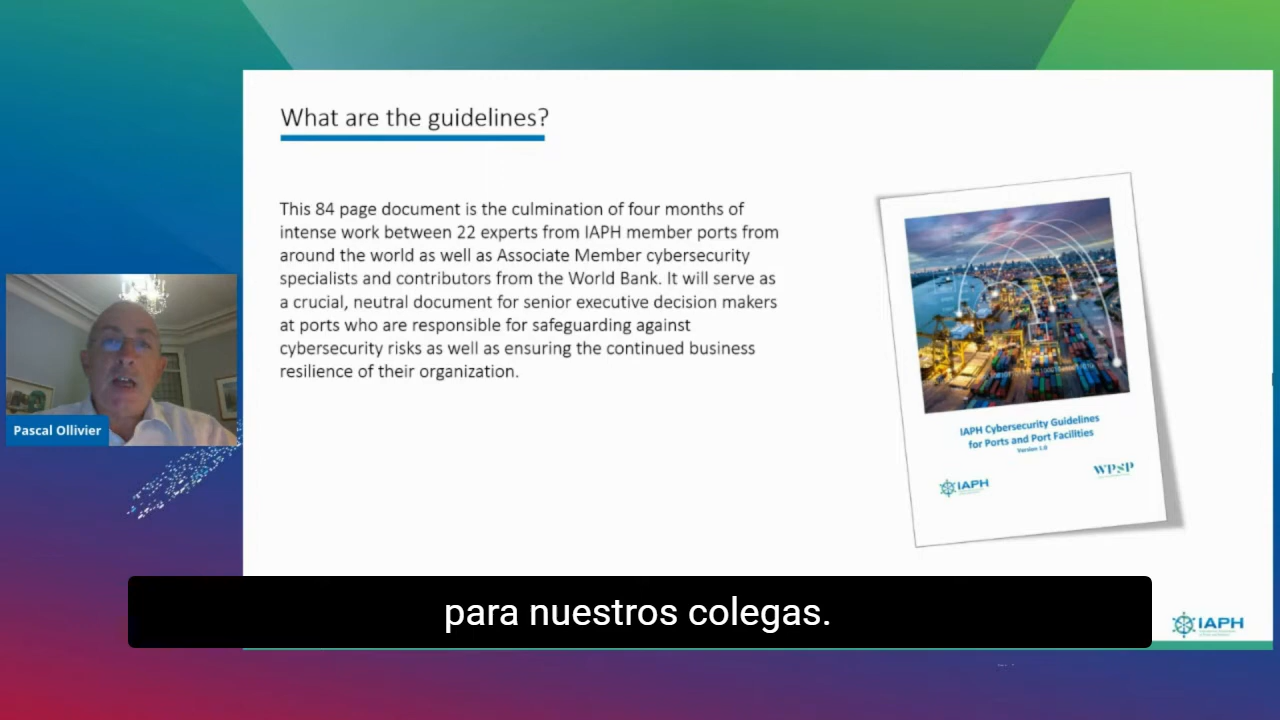 What are the guidelines?
This 84 page document is the culmination of four months of
intense work between 22 experts from IAPH member ports from
around the world as well as Associate Member cybersecurity
specialists and contributors from the World Bank. It will serve as
a crucial, neutral document for senior executive decision makers
at ports who are responsible for safeguarding against
cybersecurity risks as well as ensuring the continued business
resilience of their organization.
IAPH Cybersecurity Guidelines
for Ports and Port Facilities
Version 1.0
IAPH
WPSP
Pascal Ollivier
para nuestros colegas.
IAPH